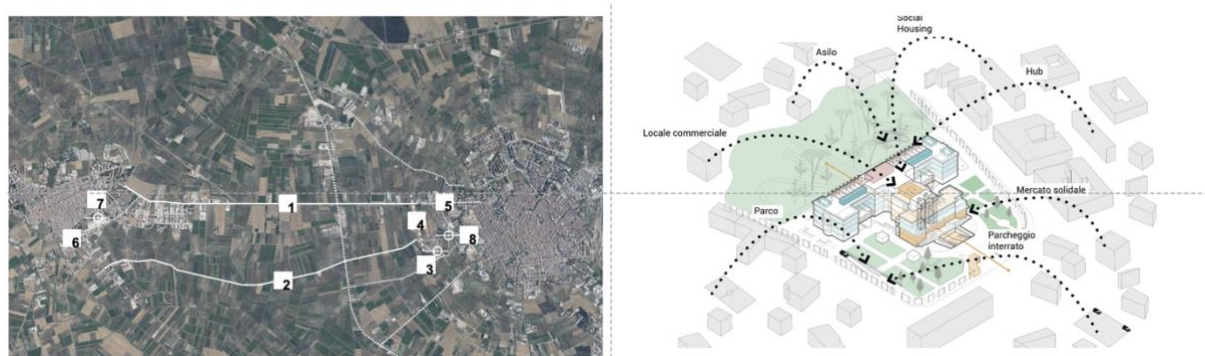 7
6
1
2
4
5
8
3
Social
Housing
Asilo
Hub
Locale commerciale
Mercato solidale
Parco
Parcheggio
interrato